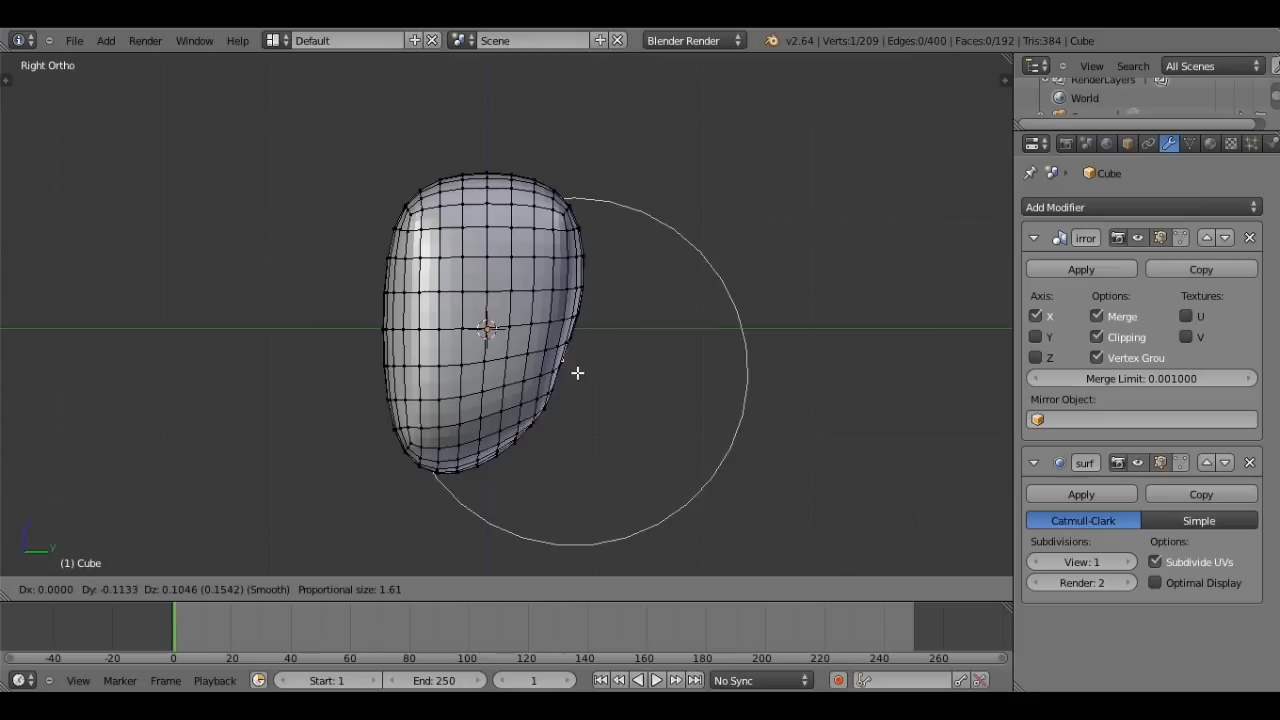 File Add Render Window Help Default Scene Blender Render v2.64 | Verts:1/209 | Edges:0/400 | Faces:0/192 | Tris:384 | Cube
Right Ortho
View Search All Scenes
RenderLayers
World
Cube
Add Modifier
irror
Apply Copy
Axis: Options: Textures:
X Merge U
Y Clipping V
Z Vertex Grou
Merge Limit: 0.001000
Mirror Object:
surf
Apply Copy
Catmull-Clark Simple
Subdivisions: Options:
View: 1 Subdivide UVs
Render: 2 Optimal Display
y
(1) Cube
Dx: 0.0000 Dy: -0.1133 Dz: 0.1046 (0.1542) (Smooth) Proportional size: 1.61
-40 -20 0 20 40 60 80 100 120 140 160 180 200 220 240 260
View Marker Frame Playback Start: 1 End: 250 1 No Sync